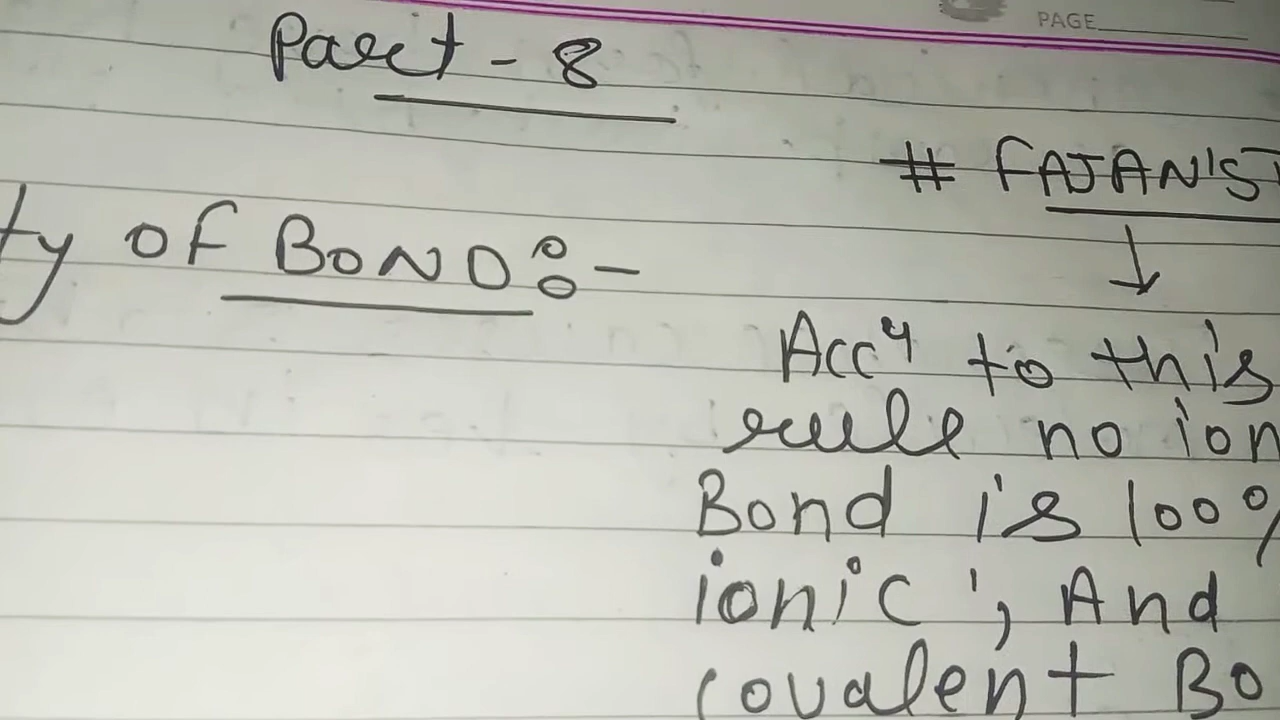 PAGE
Part - 8
# FAJAN'S
ty of BOND:-
Acc4 to this
rule no ion
Bond is 100%
ionic ', And
covalent Bo